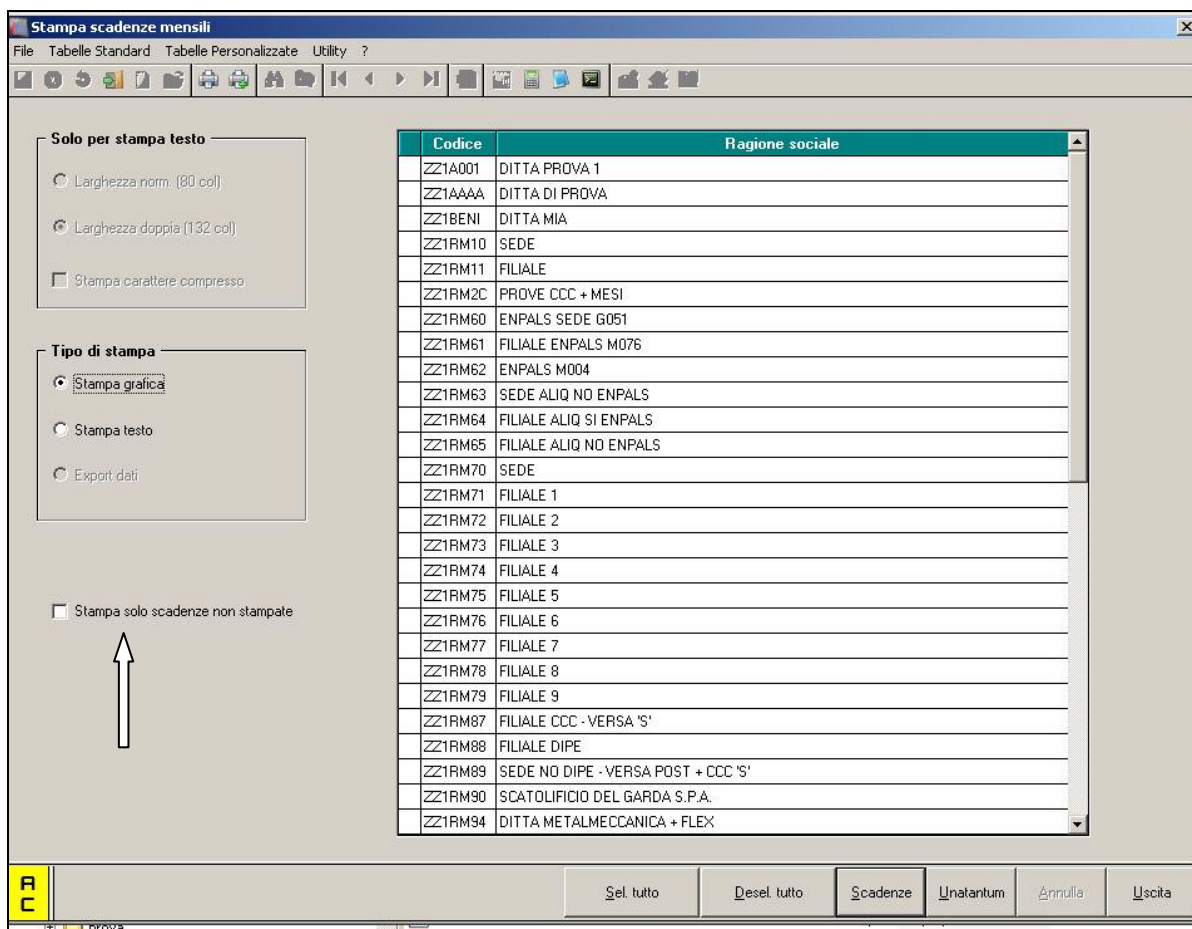 Stampa scadenze mensili
File Tabelle Standard Tabelle Personalizzate Utility ?
Solo per stampa testo
Larghezza norm. (80 col)
Larghezza doppia (132 col)
Stampa carattere compresso
Tipo di stampa
Stampa grafica
Stampa testo
Export dati
Stampa solo scadenze non stampate
Codice Ragione sociale
ZZ1A001 DITTA PROVA 1
ZZ1AAAA DITTA DI PROVA
ZZ1BENI DITTA MIA
ZZ1RM10 SEDE
ZZ1RM11 FILIALE
ZZ1RM2C PROVE CCC + MESI
ZZ1RM60 ENPALS SEDE G051
ZZ1RM61 FILIALE ENPALS M076
ZZ1RM62 ENPALS M004
ZZ1RM63 SEDE ALIQ NO ENPALS
ZZ1RM64 FILIALE ALIQ SI ENPALS
ZZ1RM65 FILIALE ALIQ NO ENPALS
ZZ1RM70 SEDE
ZZ1RM71 FILIALE 1
ZZ1RM72 FILIALE 2
ZZ1RM73 FILIALE 3
ZZ1RM74 FILIALE 4
ZZ1RM75 FILIALE 5
ZZ1RM76 FILIALE 6
ZZ1RM77 FILIALE 7
ZZ1RM78 FILIALE 8
ZZ1RM79 FILIALE 9
ZZ1RM87 FILIALE CCC - VERSA 'S'
ZZ1RM88 FILIALE DIPE
ZZ1RM89 SEDE NO DIPE - VERSA POST + CCC 'S'
ZZ1RM90 SCATOLIFICIO DEL GARDA S.P.A.
ZZ1RM94 DITTA METALMECCANICA + FLEX
A
C
Sel. tutto Desel. tutto Scadenze Unatantum Annulla Uscita